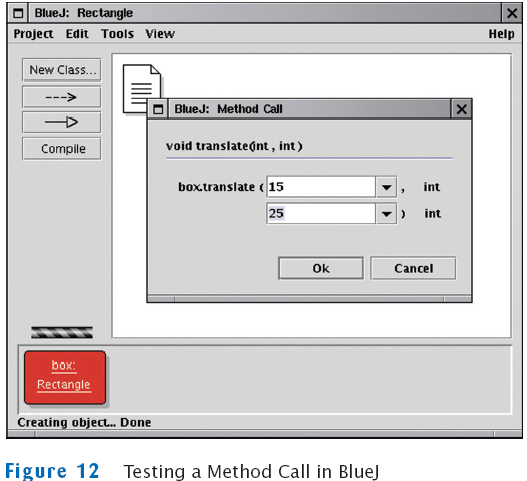 BlueJ: Rectangle
Project Edit Tools View Help
New Class...
Compile
BlueJ: Method Call
void translate(int , int )
box.translate ( 15 , int
25 ) int
Ok Cancel
box:
Rectangle
Creating object... Done
Figure 12 Testing a Method Call in BlueJ